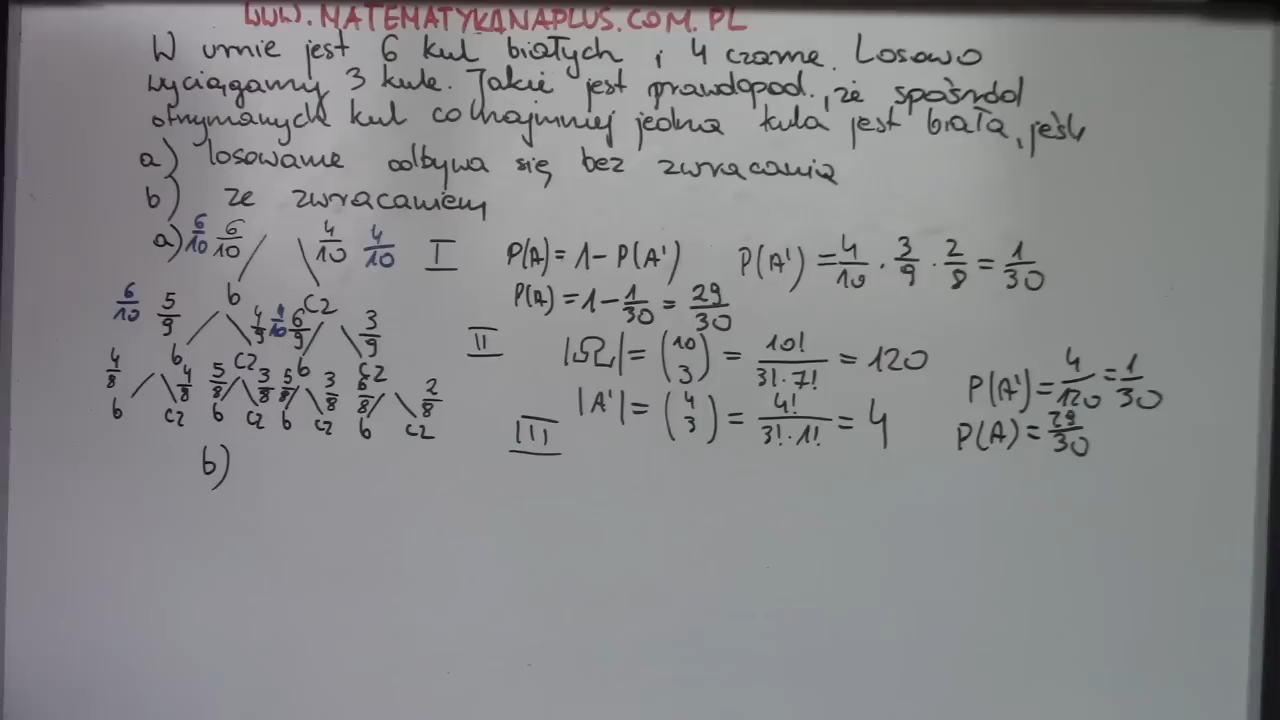 WWW.MATEMATYKANAPLUS.COM.PL
W urnie jest 6 kul białych i 4 czarne. Losowo
wyciągamy 3 kule. Jakie jest prawdopod., że spośród
otrzymanych kul co najmniej jedna kula jest biała, jeśli
a) losowanie odbywa się bez zwracania
b) ze zwracaniem
a) 6/10 6/10 4/10 4/10 I
P(A) = 1 - P(A') P(A') = 4/10 · 3/9 · 2/8 = 1/30
P(A) = 1 - 1/30 = 29/30
6/10 5/9 b 4/9 6/9 cz 3/9 II
|Ω| = (10 3) = 10!/(3!·7!) = 120
4/8 b 4/8 5/8 cz 3/8 5/8 b 3/8 6/8 cz 2/8
b cz b cz b cz b cz III
|A'| = (4 3) = 4!/(3!·1!) = 4
P(A') = 4/120 = 1/30
P(A) = 29/30
b)